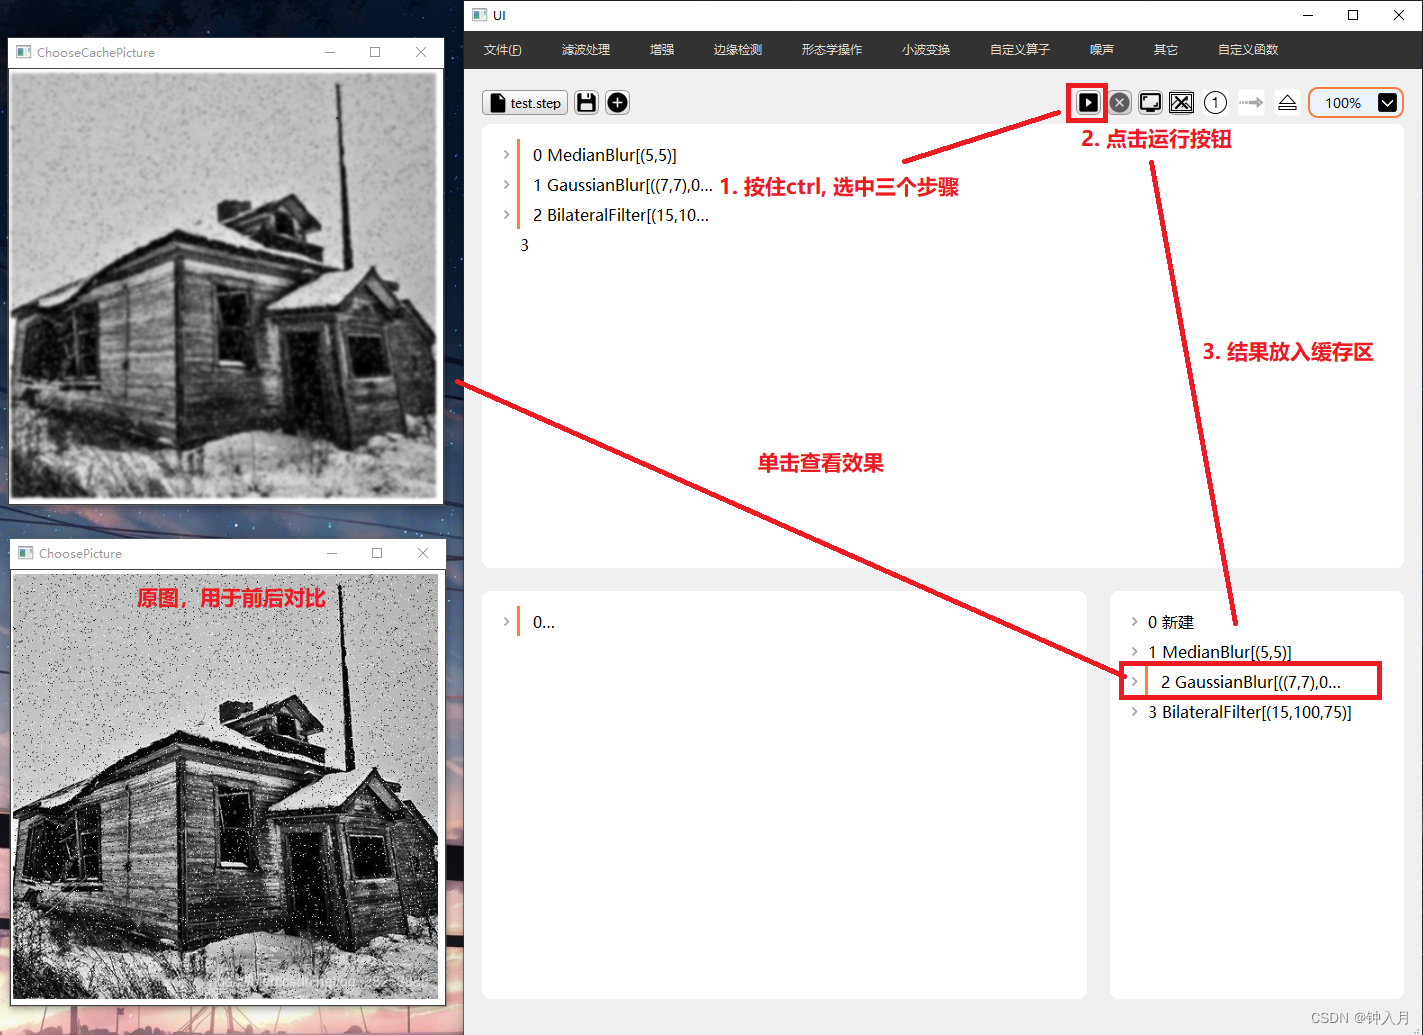 UI
ChooseCachePicture
文件(F) 滤波处理 增强 边缘检测 形态学操作 小波变换 自定义算子 噪声 其它 自定义函数
test.step
1
100%
2. 点击运行按钮
0 MedianBlur[(5,5)]
1 GaussianBlur[((7,7),0...
1. 按住ctrl, 选中三个步骤
2 BilateralFilter[(15,10...
3
3. 结果放入缓存区
单击查看效果
ChoosePicture
原图，用于前后对比
0...
0 新建
1 MedianBlur[(5,5)]
2 GaussianBlur[((7,7),0...
3 BilateralFilter[(15,100,75)]
CSDN @钟入月